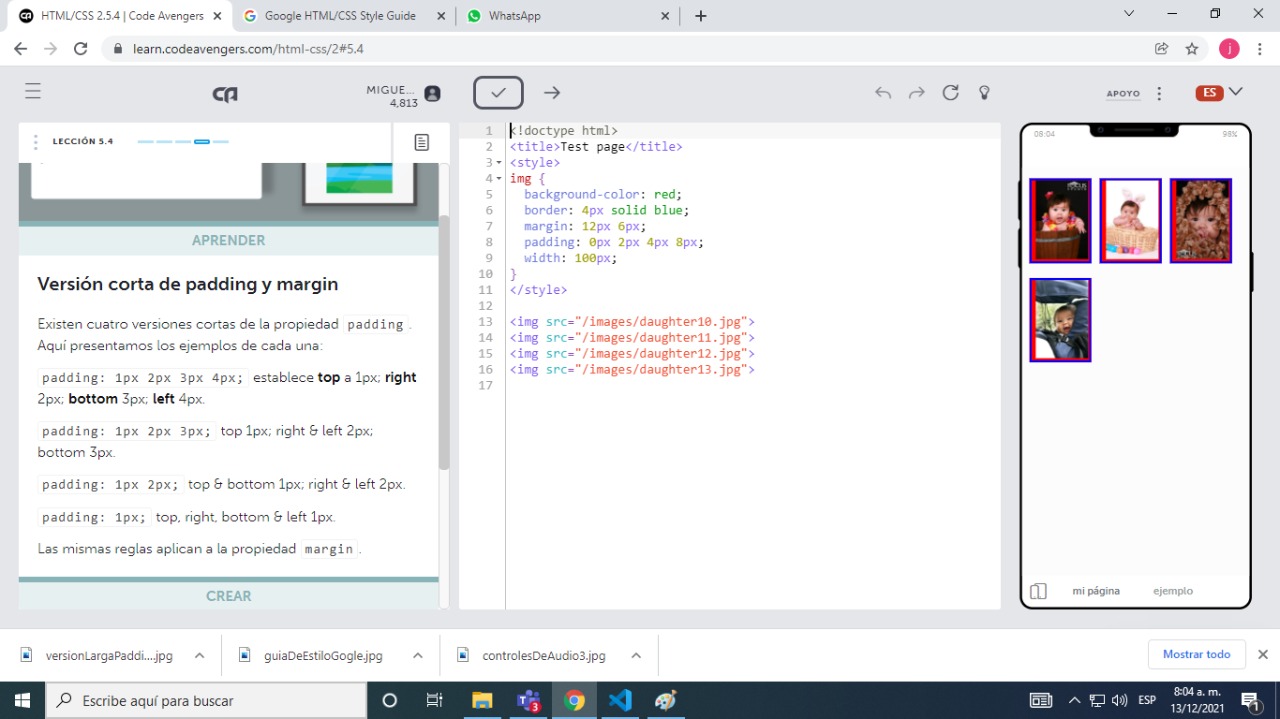 HTML/CSS 2.5.4 | Code Avengers
Google HTML/CSS Style Guide
WhatsApp
learn.codeavengers.com/html-css/2#5.4
j
MIGUE...
4,813
APOYO
ES
LECCIÓN 5.4
APRENDER
Versión corta de padding y margin
Existen cuatro versiones cortas de la propiedad padding.
Aquí presentamos los ejemplos de cada una:
padding: 1px 2px 3px 4px; establece top a 1px; right
2px; bottom 3px; left 4px.
padding: 1px 2px 3px; top 1px; right & left 2px;
bottom 3px.
padding: 1px 2px; top & bottom 1px; right & left 2px.
padding: 1px; top, right, bottom & left 1px.
Las mismas reglas aplican a la propiedad margin.
CREAR
1 <!doctype html>
2 <title>Test page</title>
3 <style>
4 img {
5 background-color: red;
6 border: 4px solid blue;
7 margin: 12px 6px;
8 padding: 0px 2px 4px 8px;
9 width: 100px;
10 }
11 </style>
12
13 <img src="/images/daughter10.jpg">
14 <img src="/images/daughter11.jpg">
15 <img src="/images/daughter12.jpg">
16 <img src="/images/daughter13.jpg">
17
08:04
98%
mi página
ejemplo
versionLargaPaddi....jpg
guiaDeEstiloGogle.jpg
controlesDeAudio3.jpg
Mostrar todo
Escribe aquí para buscar
3
ESP
8:04 a. m.
13/12/2021
1